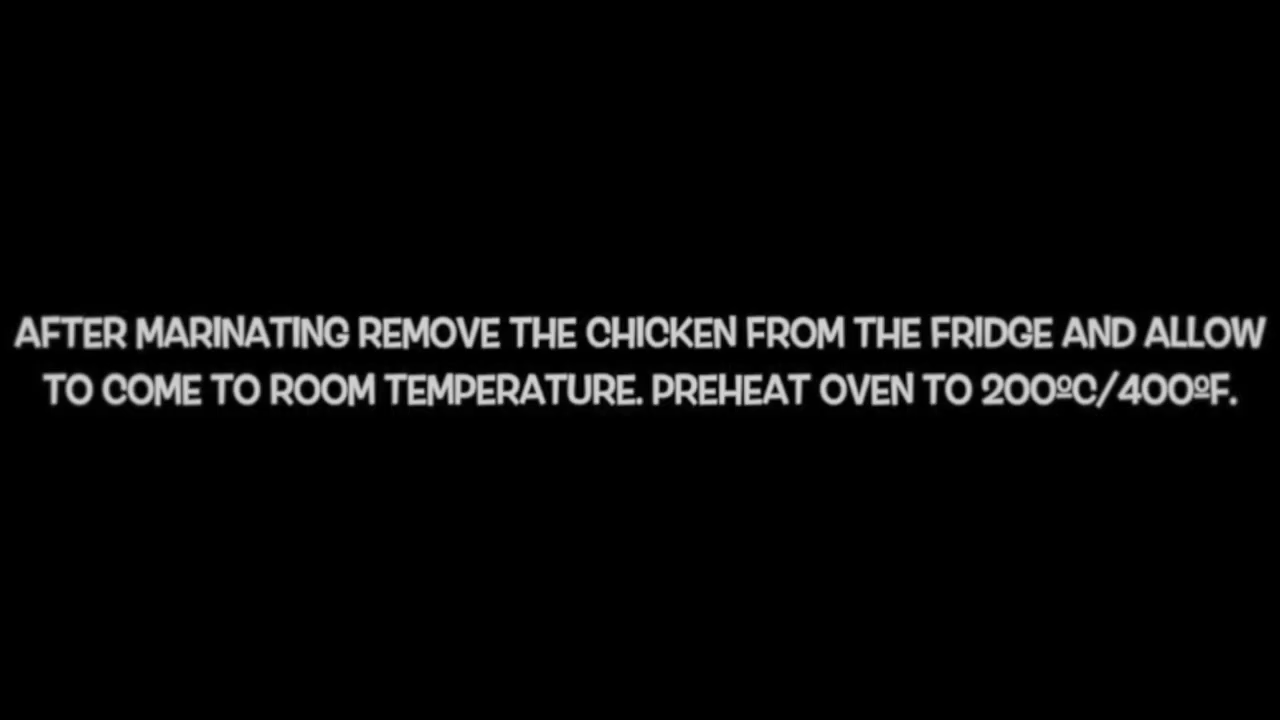 AFTER MARINATING REMOVE THE CHICKEN FROM THE FRIDGE AND ALLOW
TO COME TO ROOM TEMPERATURE. PREHEAT OVEN TO 200ºC/400ºF.